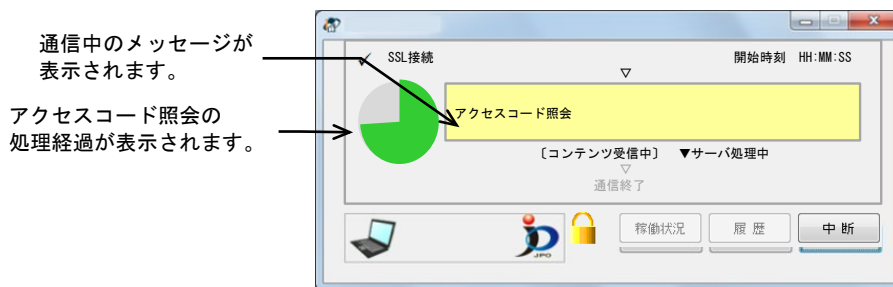 通信中のメッセージが
表示されます。
アクセスコード照会の
処理経過が表示されます。
✓ SSL接続
開始時刻 HH:MM:SS
▽
アクセスコード照会
〔コンテンツ受信中〕 ▼サーバ処理中
▽
通信終了
JPO
稼働状況
履 歴
中 断